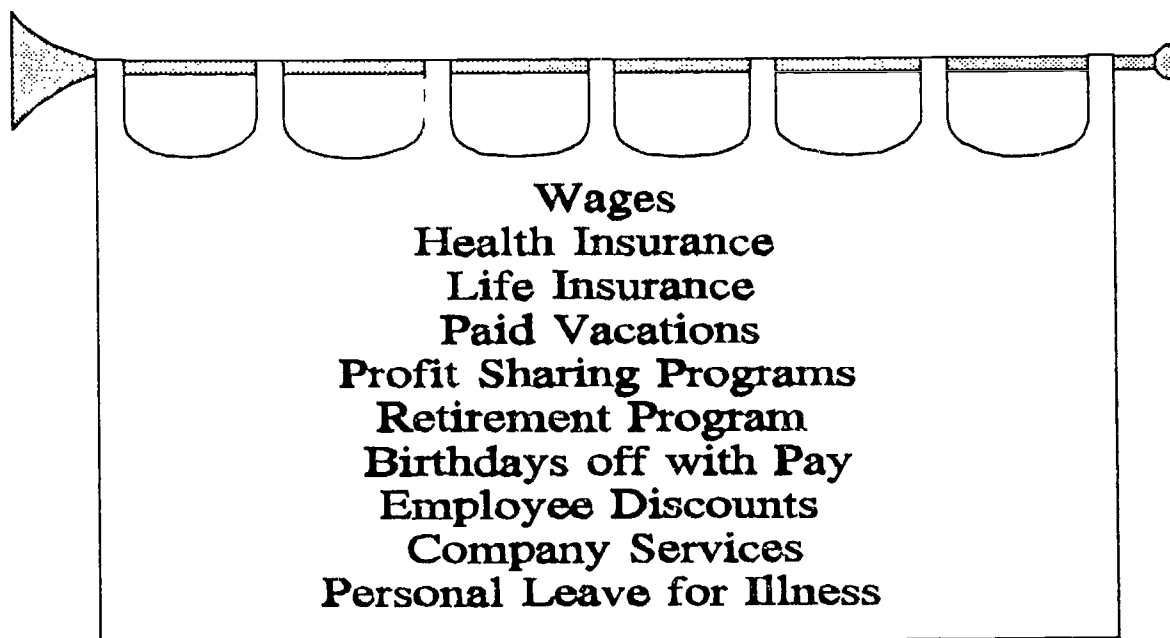 Wages
Health Insurance
Life Insurance
Paid Vacations
Profit Sharing Programs
Retirement Program
Birthdays off with Pay
Employee Discounts
Company Services
Personal Leave for Illness